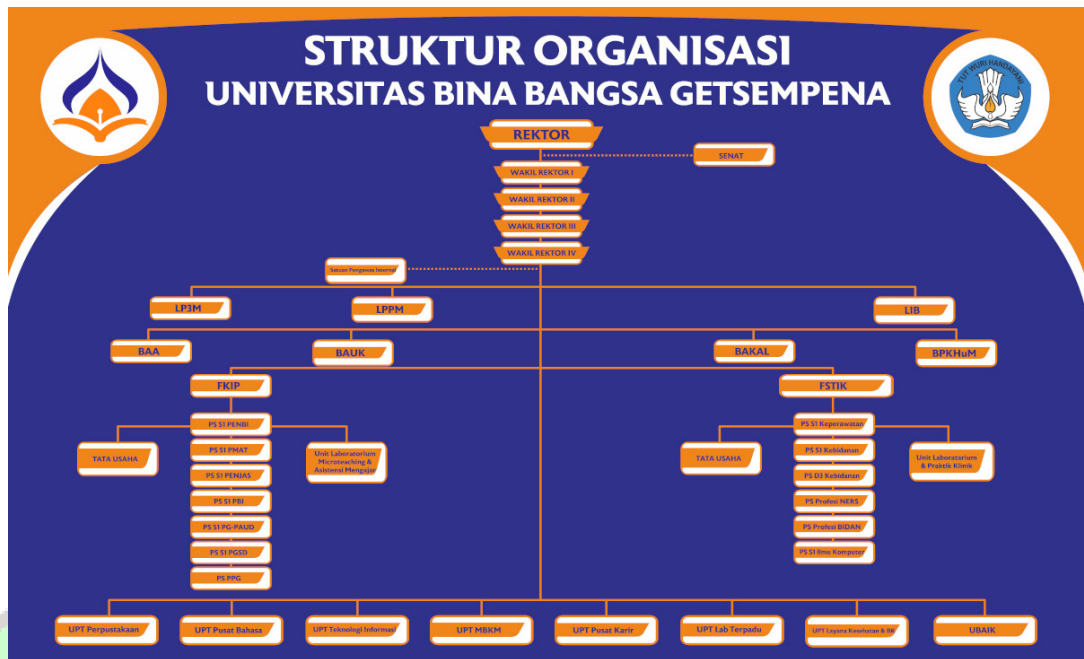 STRUKTUR ORGANISASI
UNIVERSITAS BINA BANGSA GETSEMPENA
TUT WURI HANDAYANI
REKTOR
SENAT
WAKIL REKTOR I
WAKIL REKTOR II
WAKIL REKTOR III
WAKIL REKTOR IV
Satuan Pengawas Internal
LP3M
LPPM
LIB
BAA
BAUK
BAKAL
BPKHuM
FKIP
FSTIK
PS S1 PENBI
TATA USAHA
Unit Laboratorium
Microteaching &
Asistensi Mengajar
PS S1 PMAT
PS S1 PENJAS
PS S1 PBI
PS S1 PG-PAUD
PS S1 PGSD
PS PPG
PS S1 Keperawatan
TATA USAHA
Unit Laboratarium
& Praktik Klinik
PS S1 Kebidanan
PS D3 Kebidanan
PS Profesi NERS
PS Profesi BIDAN
PS S1 Ilmu Komputer
UPT Perpustakaan
UPT Pusat Bahasa
UPT Teknologi Informasi
UPT MBKM
UPT Pusat Karir
UPT Lab Terpadu
UPT Layana Kesehatan &
UBAIK